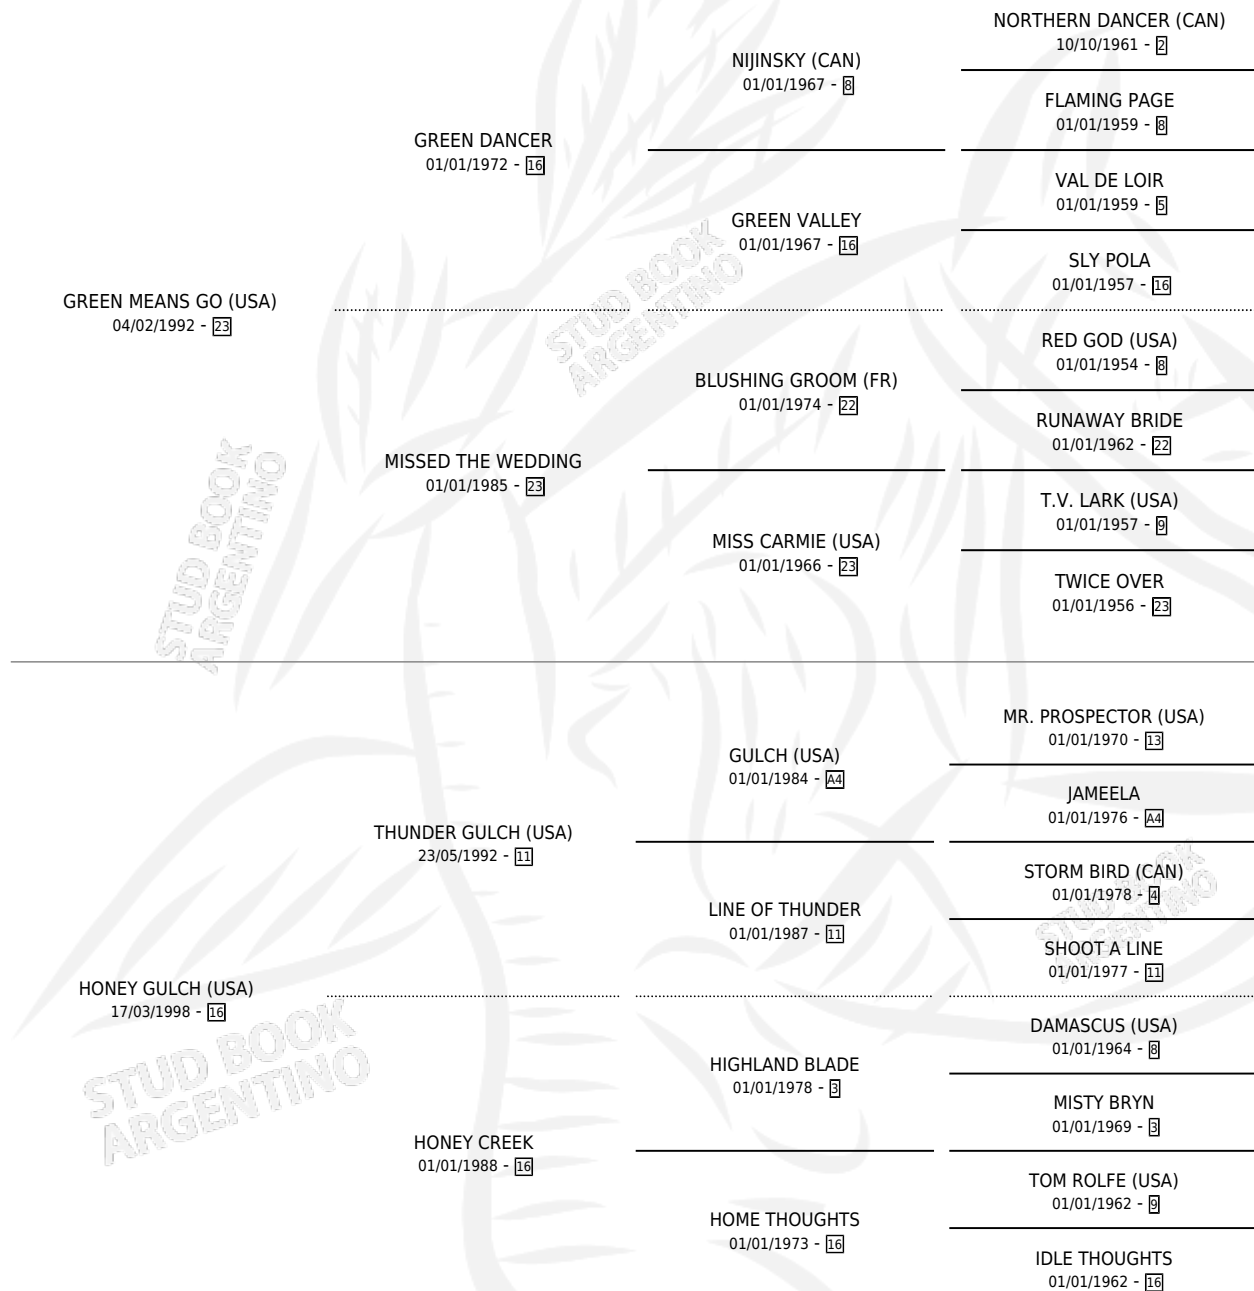 NORTHERN DANCER (CAN)
10/10/1961 - 2
NIJINSKY (CAN)
01/01/1967 - 8
FLAMING PAGE
01/01/1959 - 8
GREEN DANCER
01/01/1972 - 16
VAL DE LOIR
01/01/1959 - 5
GREEN VALLEY
01/01/1967 - 16
SLY POLA
01/01/1957 - 16
GREEN MEANS GO (USA)
04/02/1992 - 23
RED GOD (USA)
01/01/1954 - 8
BLUSHING GROOM (FR)
01/01/1974 - 22
RUNAWAY BRIDE
01/01/1962 - 22
MISSED THE WEDDING
01/01/1985 - 23
T.V. LARK (USA)
01/01/1957 - 9
MISS CARMIE (USA)
01/01/1966 - 23
TWICE OVER
01/01/1956 - 23
MR. PROSPECTOR (USA)
01/01/1970 - 13
GULCH (USA)
01/01/1984 - A4
JAMEELA
01/01/1976 - A4
THUNDER GULCH (USA)
23/05/1992 - 11
STORM BIRD (CAN)
01/01/1978 - 4
LINE OF THUNDER
01/01/1987 - 11
SHOOT A LINE
01/01/1977 - 11
HONEY GULCH (USA)
17/03/1998 - 16
DAMASCUS (USA)
01/01/1964 - 8
HIGHLAND BLADE
01/01/1978 - 3
MISTY BRYN
01/01/1969 - 3
HONEY CREEK
01/01/1988 - 16
TOM ROLFE (USA)
01/01/1962 - 9
HOME THOUGHTS
01/01/1973 - 16
IDLE THOUGHTS
01/01/1962 - 16
STUD BOOK
ARGENTINO
STUD BOOK
ARGENTINO
STUD BOOK
ARGENTINO
STUD BOOK
ARGENTINO